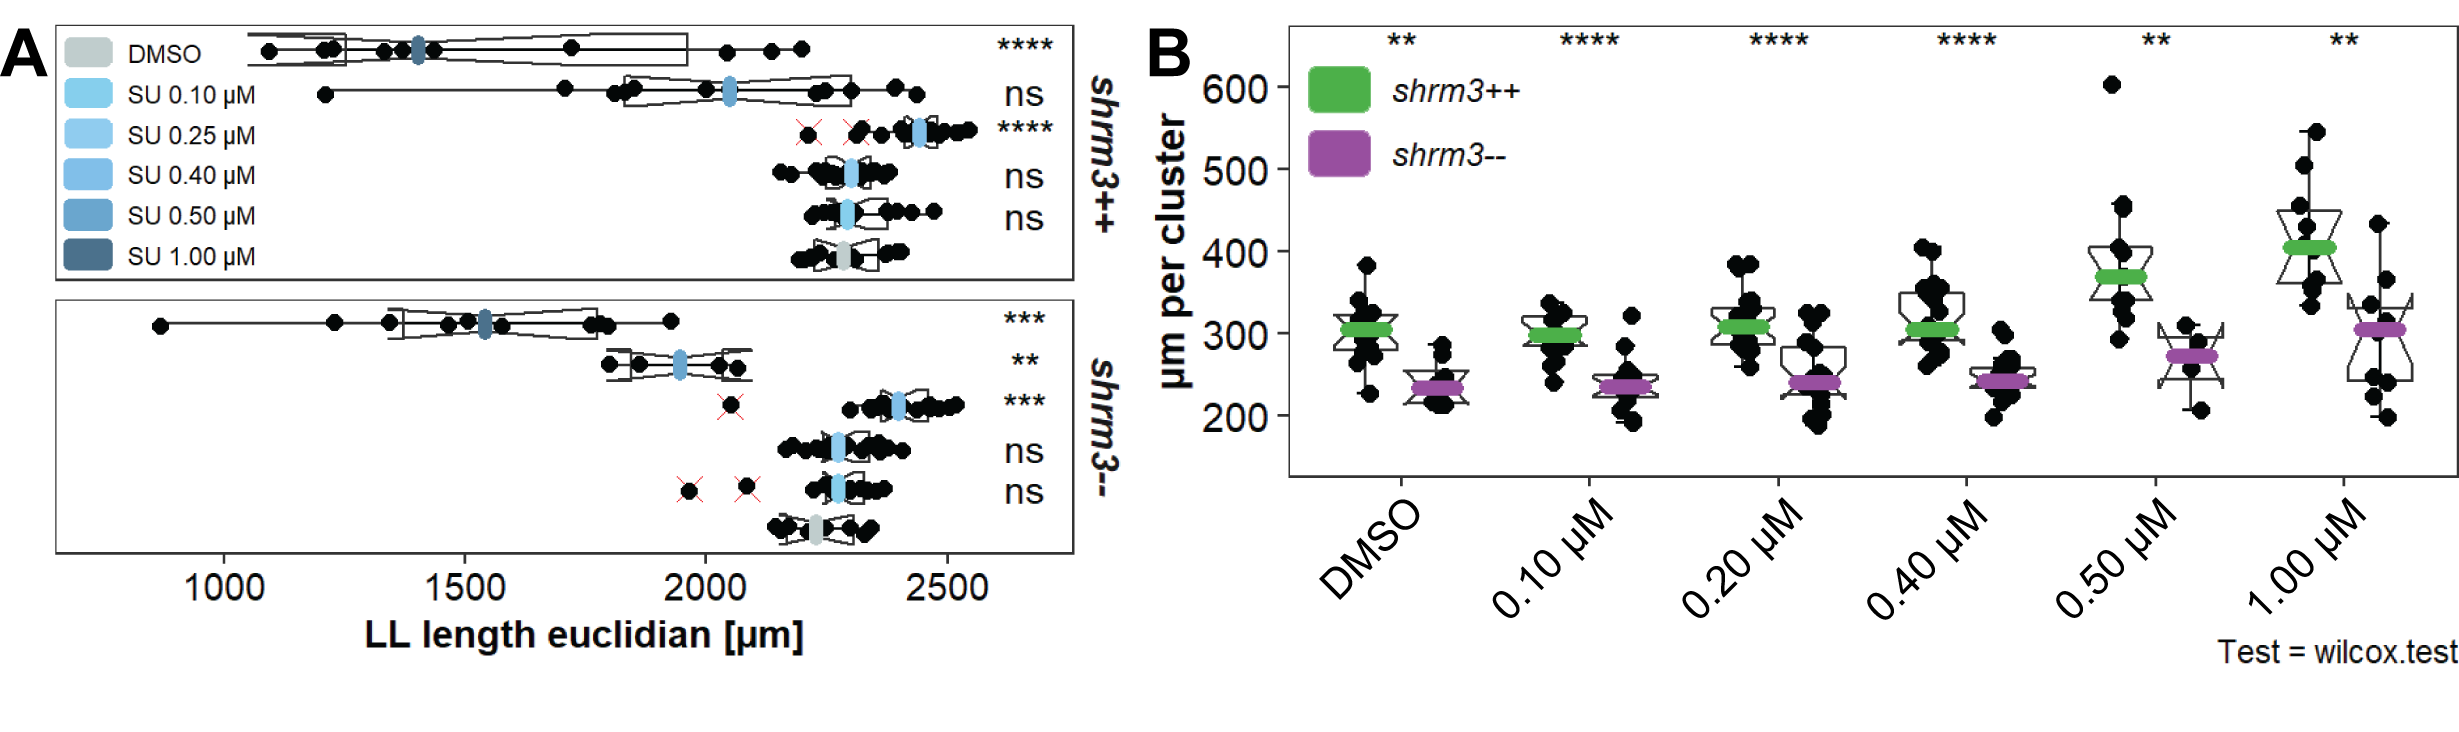 A
DMSO
SU 0.10 µM
SU 0.25 µM
SU 0.40 µM
SU 0.50 µM
SU 1.00 µM
****
ns
****
ns
ns
shrm3++
***
**
***
ns
ns
shrm3--
1000 1500 2000 2500
LL length euclidian [µm]
B
** **** **** **** ** **
shrm3++
shrm3--
µm per cluster
600
500
400
300
200
DMSO 0.10 µM 0.20 µM 0.40 µM 0.50 µM 1.00 µM
Test = wilcox.test